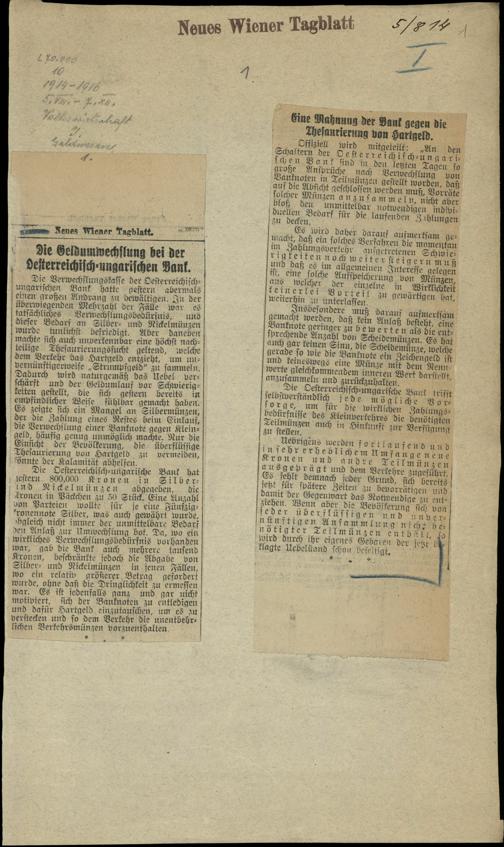 Neues Wiener Tagblatt
5/8 14
I
1.
10
1914-1916
5.VIII. - 7.XII.
Volkswirtschaft
Geldwesen
1.
Neues Wiener Tagblatt.
Die Geldumwechslung bei der
Oesterreichisch-ungarischen Bank.
Die Verwechslungskasse der Oesterreichisch-
ungarischen Bank hatte gestern abermals
einen großen Andrang zu bewältigen. In der
überwiegenden Mehrzahl der Fälle war es
tatsächliches Verwechslungsbedürfnis, und
dieser Bedarf an Silber- und Nickelmünzen
wurde tunlichst befriedigt. Aber daneben
machte sich auch unverkennbar eine höchst nach-
teilige Thesaurierungssucht geltend, welche
dem Verkehr das Hartgeld entzieht, um un-
vernünftigerweise „Strumpfgeld" zu sammeln.
Dadurch wird naturgemäß das Uebel ver-
schärft und der Geldumlauf vor Schwierig-
keiten gestellt, die sich gestern bereits in
empfindlicher Weise fühlbar gemacht haben.
Es zeigte sich ein Mangel an Silbermünzen,
der die Zahlung eines Restes beim Einkauf,
die Verwechslung einer Banknote gegen Klein-
geld, häufig genug unmöglich machte. Nur die
Einsicht der Bevölkerung, die überflüssige
Thesaurierung von Hartgeld zu vermeiden,
könnte der Kalamität abhelfen.
Die Oesterreichisch-ungarische Bank hat
gestern 800,000 Kronen in Silber-
und Nickelmünzen abgegeben, die
Kronen in Päckchen zu 50 Stück. Eine Anzahl
von Parteien wollte für je eine Fünfzig-
kronennote Silber, was auch gewährt wurde,
obgleich nicht immer der unmittelbare Bedarf
den Anlaß zur Umwechslung bot. Da, wo ein
wirkliches Verwechslungsbedürfnis vorhanden
war, gab die Bank auch mehrere tausend
Kronen, beschränkte jedoch die Abgabe von
Silber- und Nickelmünzen in jenen Fällen,
wo ein relativ größerer Betrag gefordert
wurde, ohne daß die Dringlichkeit zu ermessen
war. Es ist jedenfalls ganz und gar nicht
motiviert, sich der Banknoten zu entledigen
und dafür Hartgeld einzutauschen, um es zu
verstecken und so dem Verkehr die unentbehr-
lichen Verkehrsmünzen vorzuenthalten.
* * *
Eine Mahnung der Bank gegen die
Thesaurierung von Hartgeld.
Offiziell wird mitgeteilt: „An den
Schaltern der Oesterreichisch-ungari-
schen Bank sind in den letzten Tagen so
große Ansprüche nach Verwechslung von
Banknoten in Teilmünzen gestellt worden, daß
auf die Absicht geschlossen werden muß, Vorräte
solcher Münzen anzusammeln, nicht aber
bloß den unmittelbar notwendigen indivi-
duellen Bedarf für die laufenden Zahlungen
zu decken.
Es wird daher darauf aufmerksam ge-
macht, daß ein solches Verfahren die momentan
im Zahlungsverkehr aufgetretenen Schwie-
rigkeiten noch weiter steigern muß
und daß es im allgemeinen Interesse gelegen
ist, eine solche Aufspeicherung von Münzen,
aus welcher der einzelne in Wirklichkeit
keinerlei Vorteil zu gewärtigen hat,
weiterhin zu unterlassen.
Insbesondere muß darauf aufmerksam
gemacht werden, daß kein Anlaß besteht, eine
Banknote geringer zu bewerten als die ent-
sprechende Anzahl von Scheidemünzen. Es hat
auch gar keinen Sinn, die Scheidemünze, welche
gerade so wie die Banknote ein Zeichengeld ist
und keineswegs eine Münze mit dem Nenn-
werte gleichkommendem inneren Wert darstellt,
anzusammeln und zurückzuhalten.
Die Oesterreichisch-ungarische Bank trifft
selbstverständlich jede mögliche Vor-
sorge, um für die wirklichen Zahlungs-
bedürfnisse des Kleinverkehrs die benötigten
Teilmünzen auch in Hinkunft zur Verfügung
zu stellen.
Uebrigens werden fortlaufend und
in sehr erheblichem Umfange neue
Kronen und andre Teilmünzen
ausgeprägt und dem Verkehre zugeführt.
Es fehlt demnach jeder Grund, sich bereits
jetzt für spätere Zeiten zu bevorräten und
damit der Gegenwart das Notwendige zu ent-
ziehen. Wenn aber die Bevölkerung sich von
jeder überflüssigen und unver-
nünftigen Ansammlung nicht be-
nötigter Teilmünzen enthält, so
wird durch ihr eigenes Gebaren der jetzt be-
klagte Uebelstand schon beseitigt.
* * *